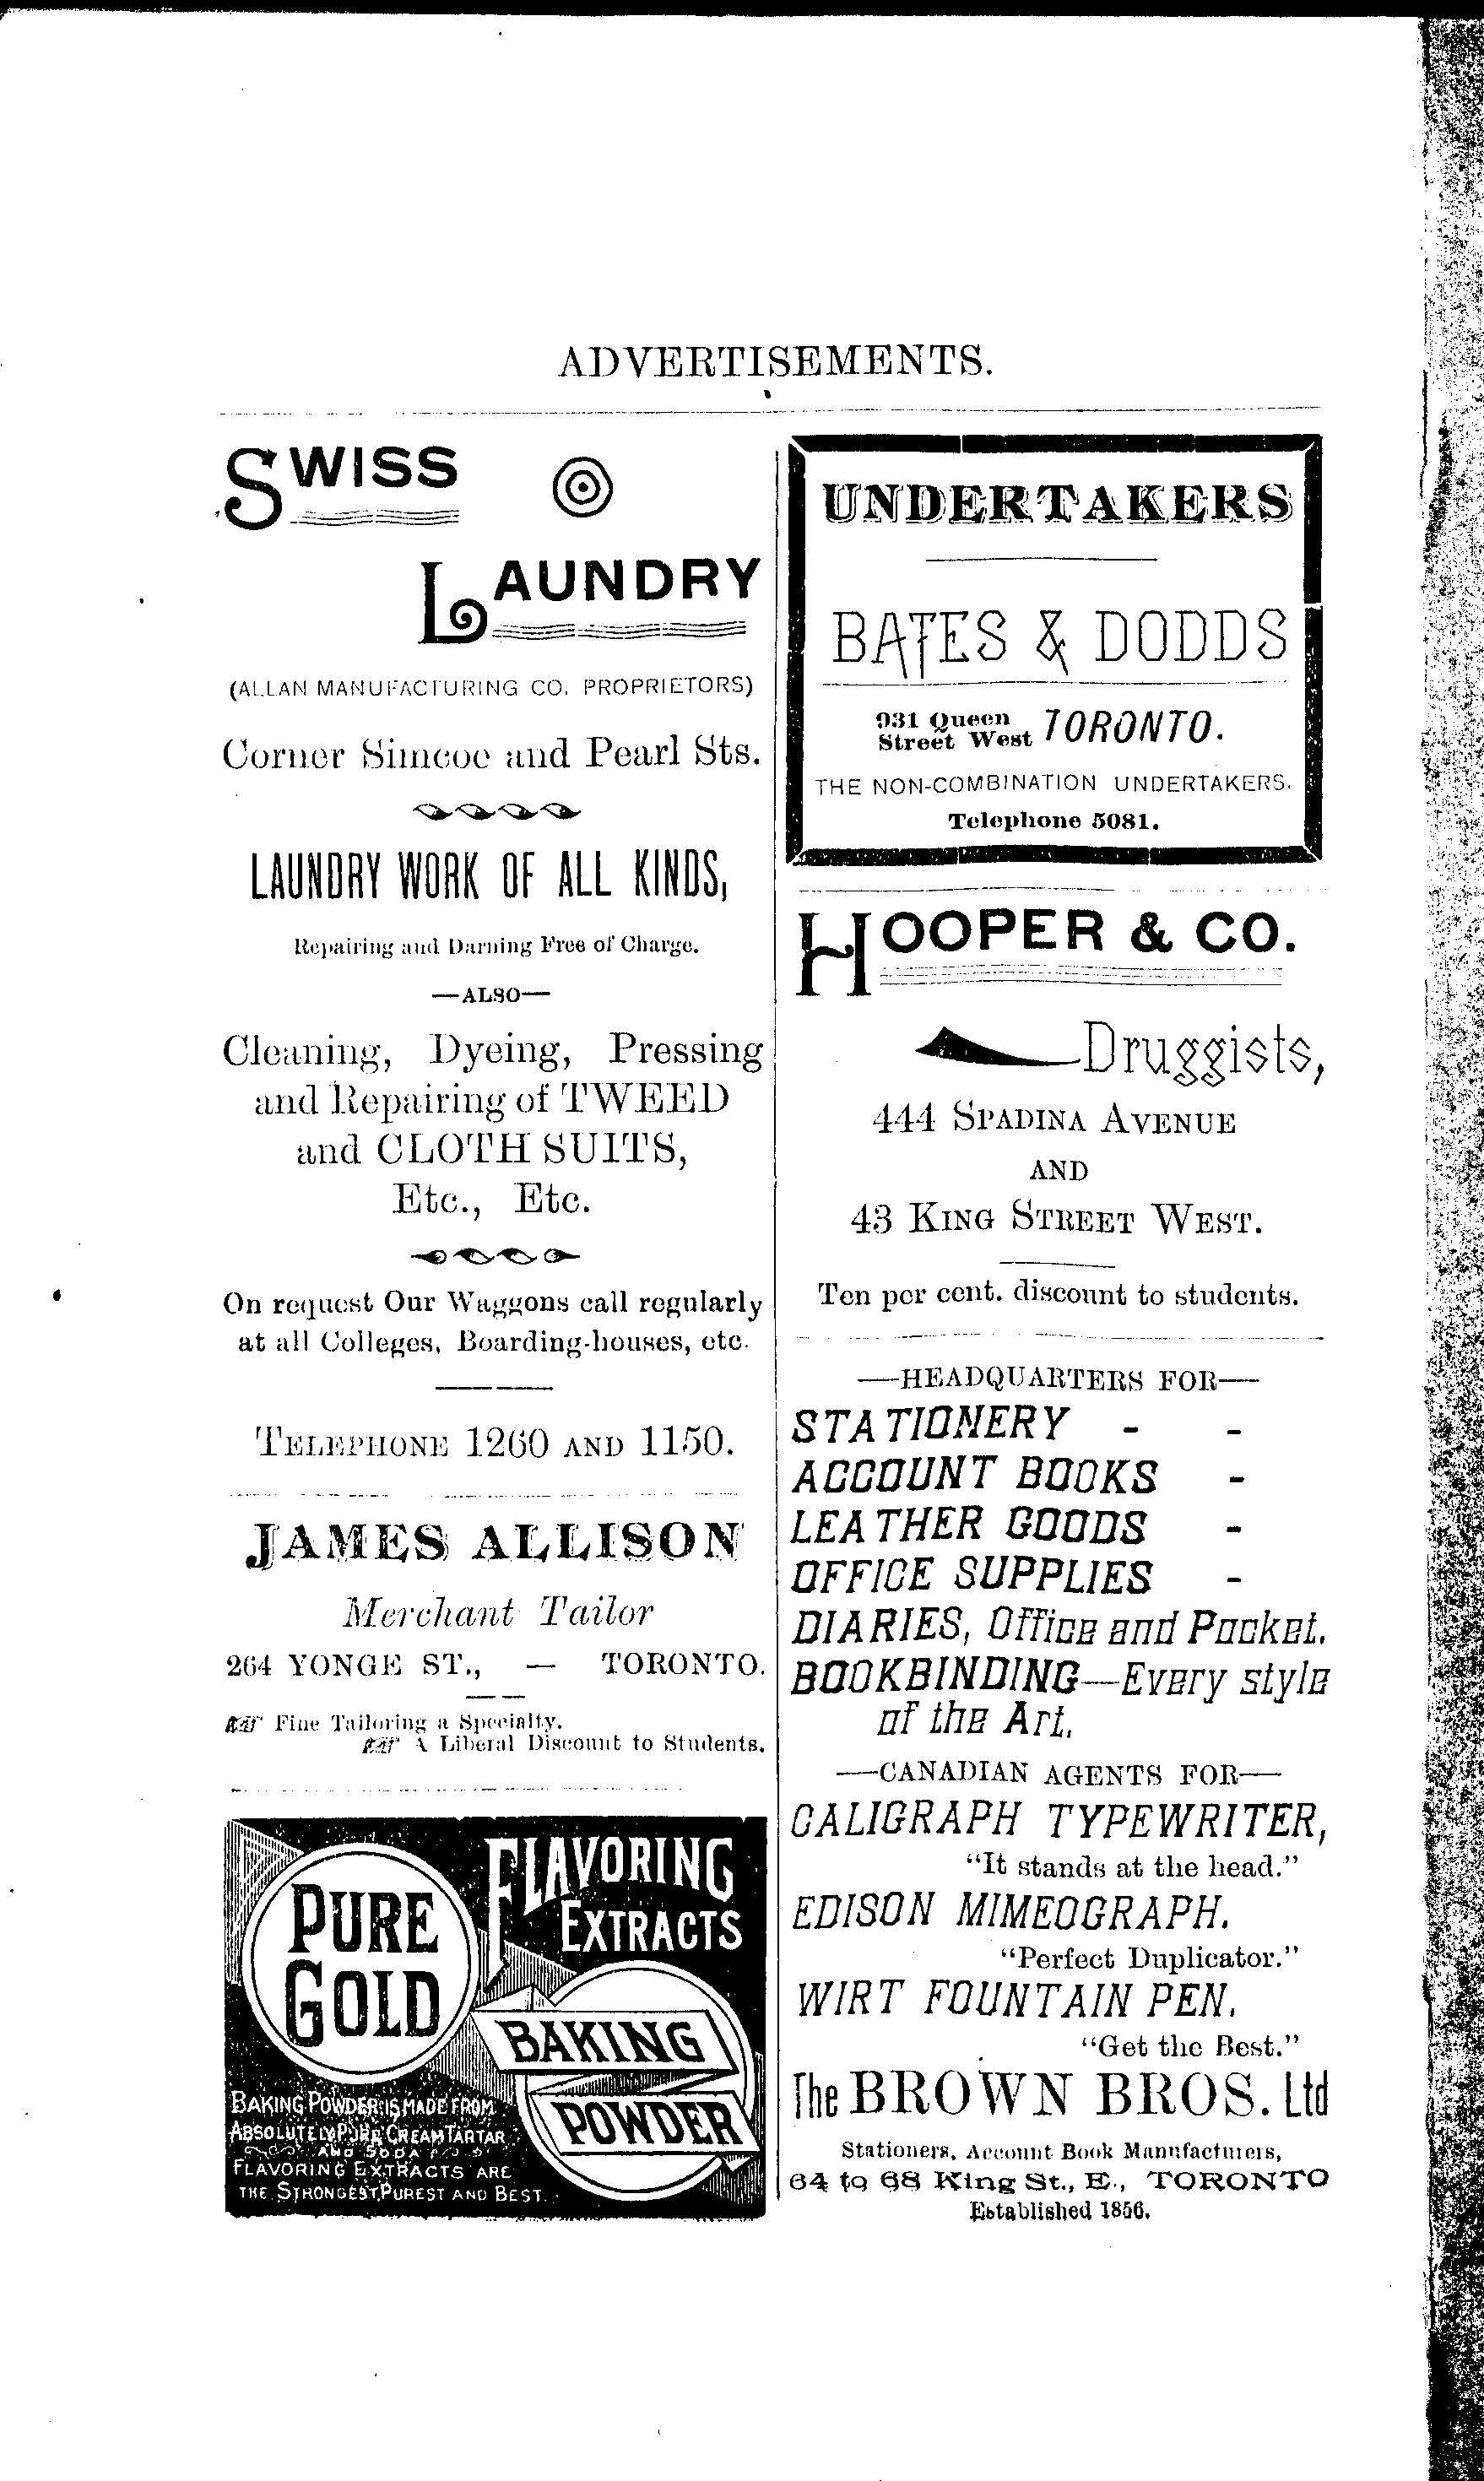 ADVERTISEMENTS.
SWISS
LAUNDRY
(ALLAN MANUFACTURING CO. PROPRIETORS)
Corner Simcoe and Pearl Sts.
LAUNDRY WORK OF ALL KINDS,
Repairing and Darning Free of Charge.
—ALSO—
Cleaning, Dyeing, Pressing
and Repairing of TWEED
and CLOTH SUITS,
Etc., Etc.
On request Our Waggons call regularly
at all Colleges, Boarding-houses, etc.
TELEPHONE 1260 AND 1150.
JAMES ALLISON
Merchant Tailor
264 YONGE ST., — TORONTO.
Fine Tailoring a Specialty.
A Liberal Discount to Students.
PURE
GOLD
FLAVORING
EXTRACTS
BAKING
POWDER
BAKING POWDER IS MADE FROM
ABSOLUTELY PURE CREAM TARTAR
AND SODA
FLAVORING EXTRACTS ARE
THE STRONGEST, PUREST AND BEST.
UNDERTAKERS
BATES & DODDS
931 Queen
Street West TORONTO.
THE NON-COMBINATION UNDERTAKERS.
Telephone 5081.
HOOPER & CO.
Druggists,
444 SPADINA AVENUE
AND
43 KING STREET WEST.
Ten per cent. discount to students.
—HEADQUARTERS FOR—
STATIONERY - -
ACCOUNT BOOKS -
LEATHER GOODS -
OFFICE SUPPLIES -
DIARIES, Office and Pocket.
BOOKBINDING—Every style
of the Art.
—CANADIAN AGENTS FOR—
CALIGRAPH TYPEWRITER,
"It stands at the head."
EDISON MIMEOGRAPH.
"Perfect Duplicator."
WIRT FOUNTAIN PEN.
"Get the Best."
The BROWN BROS. Ltd
Stationers, Account Book Manufacturers,
64 to 68 King St., E., TORONTO
Established 1856.